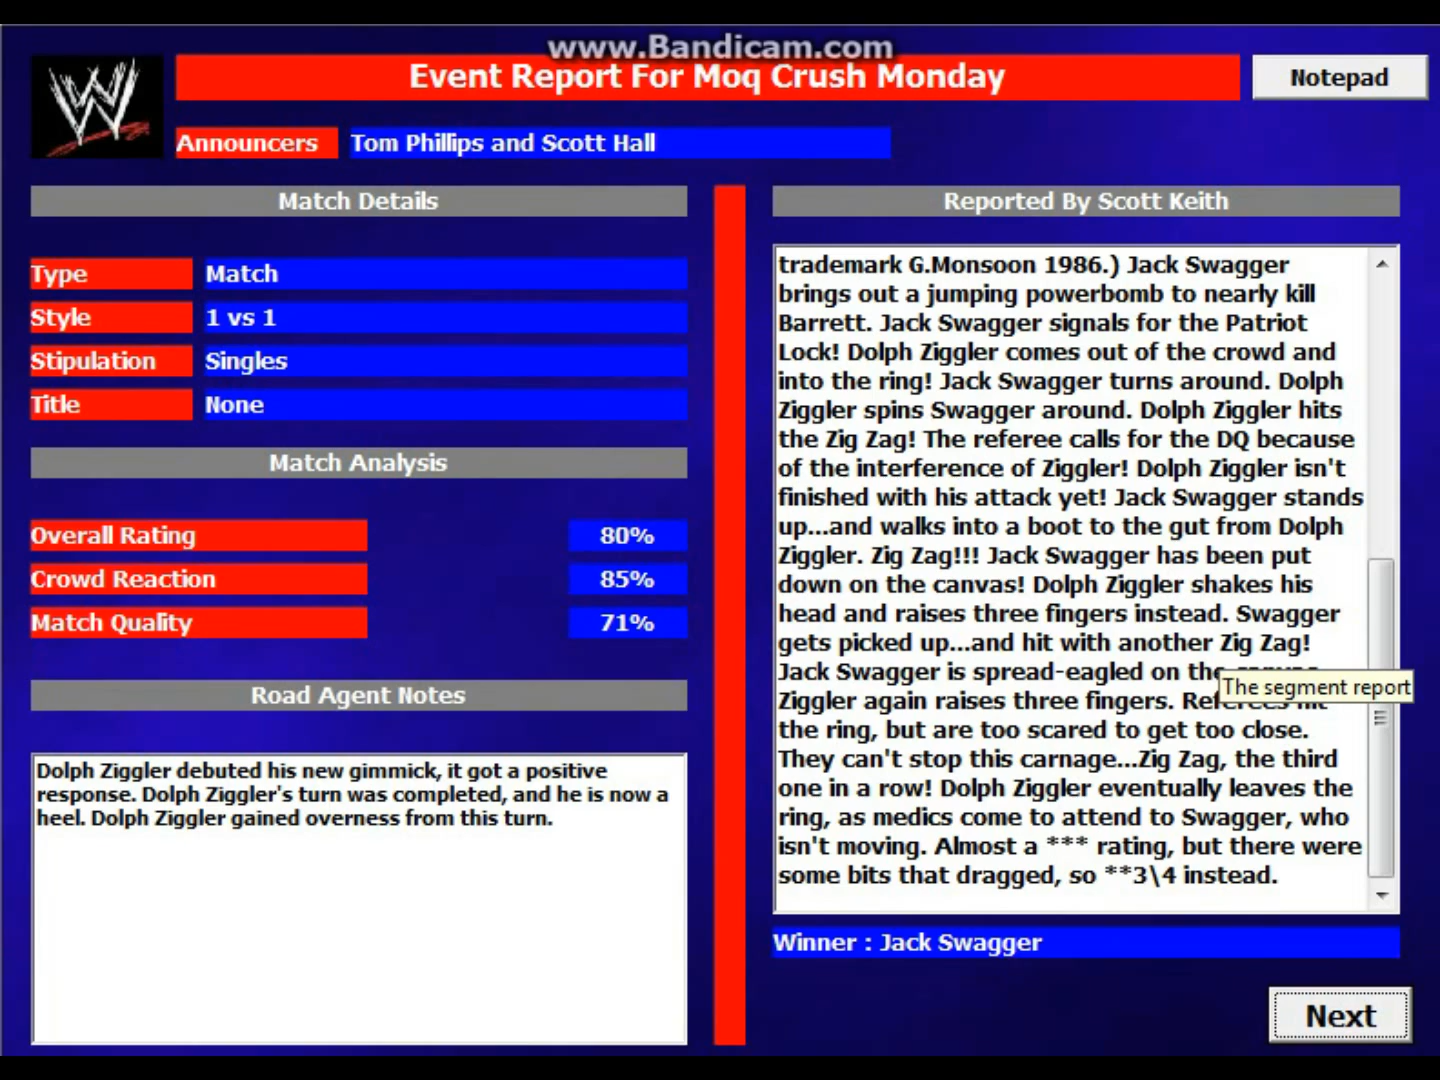 www.Bandicam.com
Event Report For Moq Crush Monday
Notepad
Announcers
Tom Phillips and Scott Hall
Match Details
Type
Match
Style
1 vs 1
Stipulation
Singles
Title
None
Match Analysis
Overall Rating
80%
Crowd Reaction
85%
Match Quality
71%
Road Agent Notes
Dolph Ziggler debuted his new gimmick, it got a positive
response. Dolph Ziggler's turn was completed, and he is now a
heel. Dolph Ziggler gained overness from this turn.
Reported By Scott Keith
trademark G.Monsoon 1986.) Jack Swagger
brings out a jumping powerbomb to nearly kill
Barrett. Jack Swagger signals for the Patriot
Lock! Dolph Ziggler comes out of the crowd and
into the ring! Jack Swagger turns around. Dolph
Ziggler spins Swagger around. Dolph Ziggler hits
the Zig Zag! The referee calls for the DQ because
of the interference of Ziggler! Dolph Ziggler isn't
finished with his attack yet! Jack Swagger stands
up...and walks into a boot to the gut from Dolph
Ziggler. Zig Zag!!! Jack Swagger has been put
down on the canvas! Dolph Ziggler shakes his
head and raises three fingers instead. Swagger
gets picked up...and hit with another Zig Zag!
Jack Swagger is spread-eagled on the
The segment report
Ziggler again raises three fingers.
the ring, but are too scared to get too close.
They can't stop this carnage...Zig Zag, the third
one in a row! Dolph Ziggler eventually leaves the
ring, as medics come to attend to Swagger, who
isn't moving. Almost a *** rating, but there were
some bits that dragged, so **3\4 instead.
Winner : Jack Swagger
Next